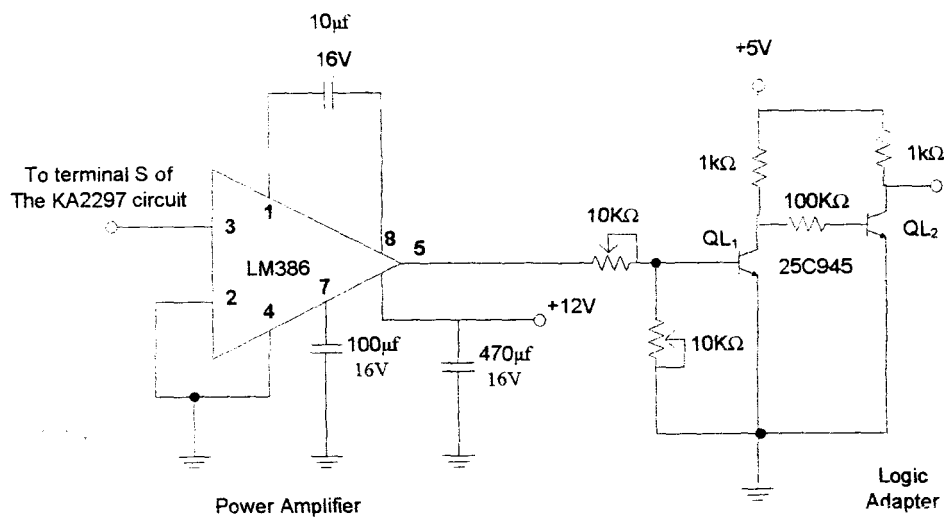 10µf
16V
+5V
To terminal S of
The KA2297 circuit
3
1
8
5
LM386
2
4
7
10KΩ
1kΩ
1kΩ
100KΩ
QL₁
QL₂
25C945
+12V
100µf
16V
470µf
16V
10KΩ
Power Amplifier
Logic
Adapter